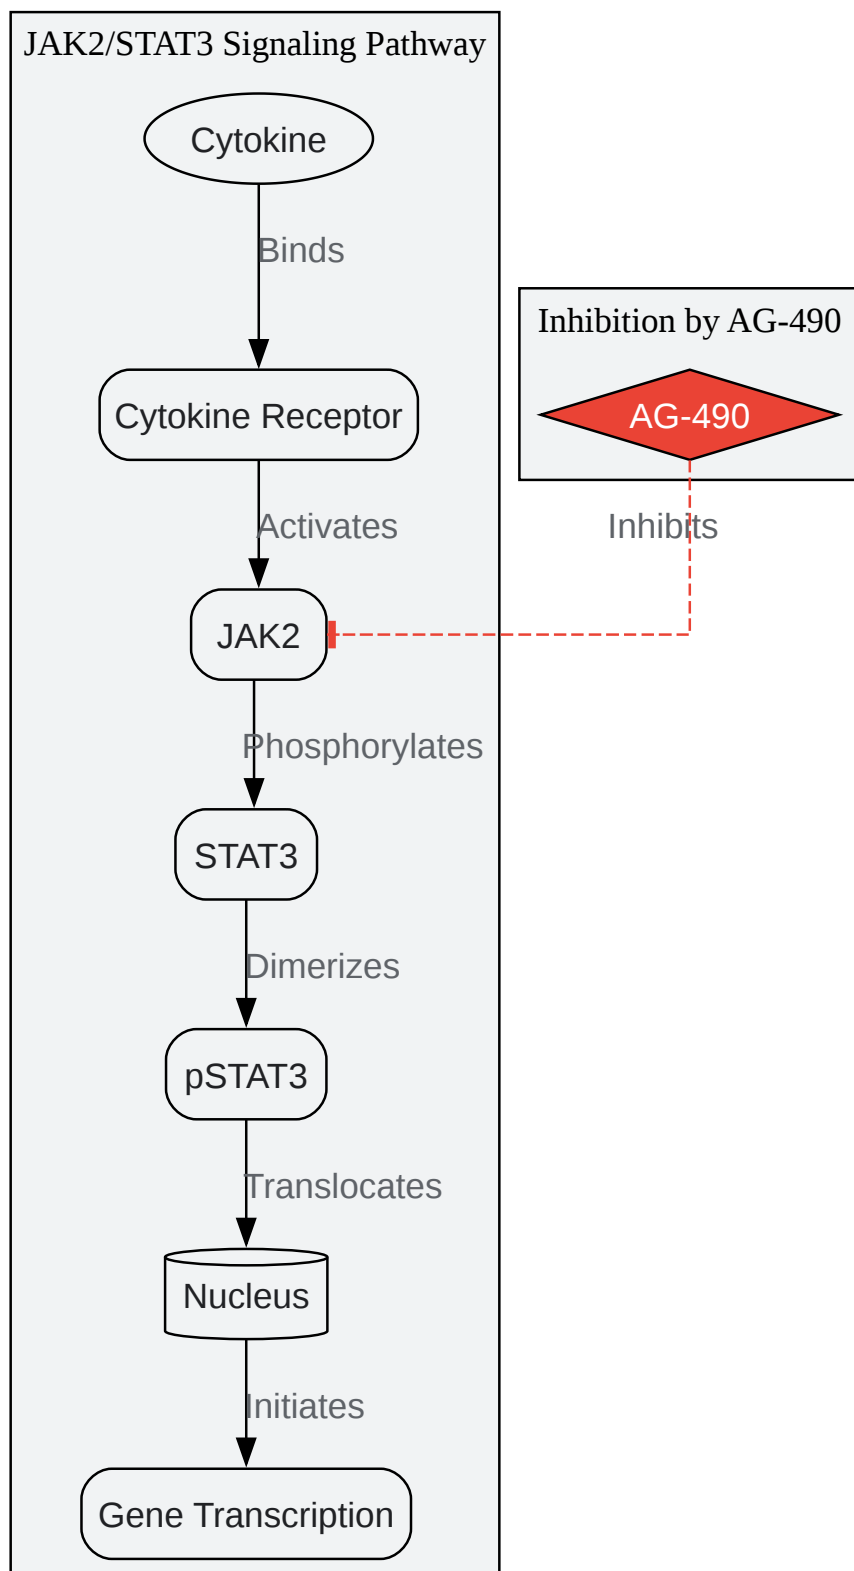 JAK2/STAT3 Signaling Pathway
Cytokine
Binds
Inhibition by AG-490
AG-490
Cytokine Receptor
Activates
Inhibits
JAK2
Phosphorylates
STAT3
Dimerizes
pSTAT3
Translocates
Nucleus
Initiates
Gene Transcription